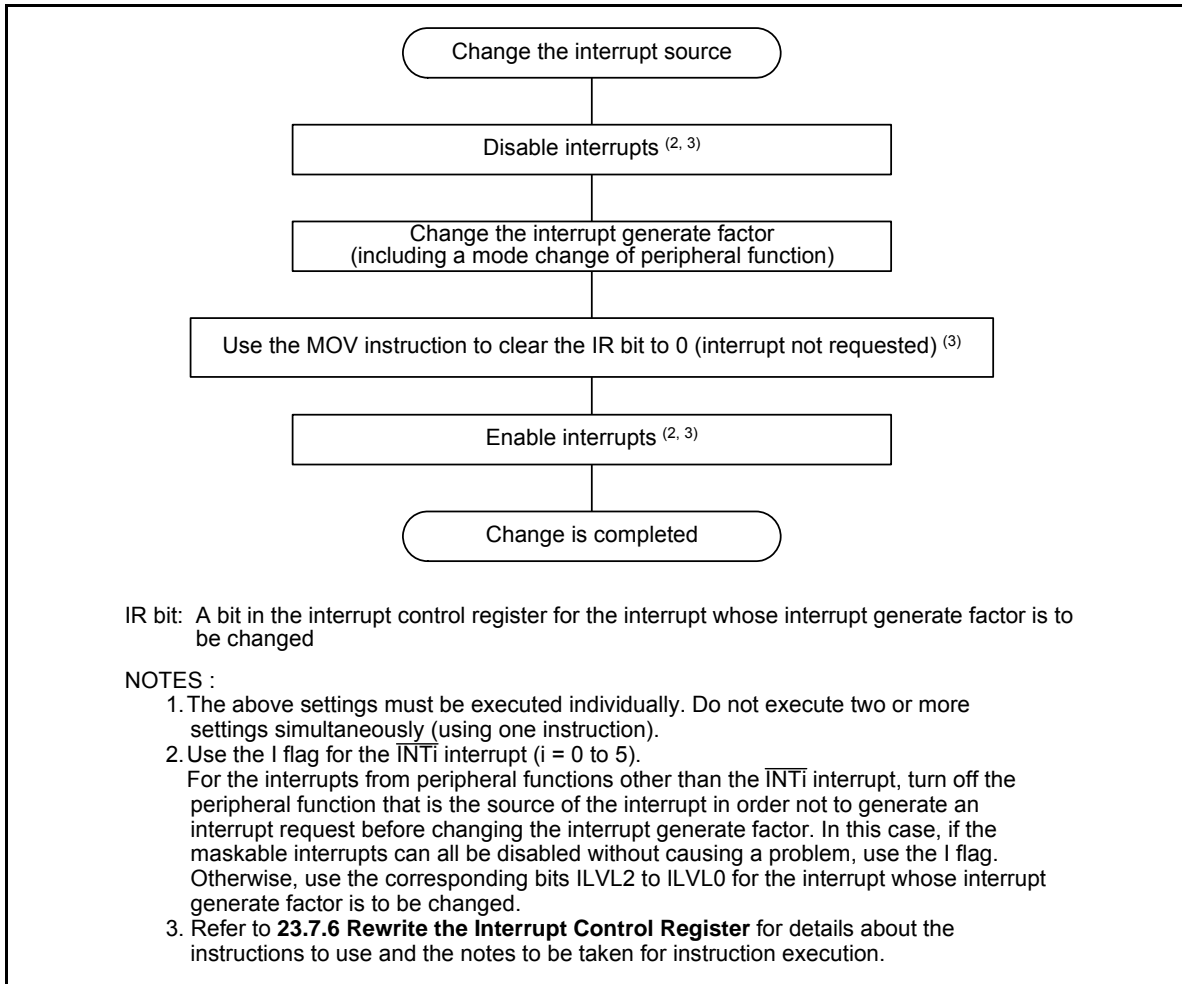 Change the interrupt source
Disable interrupts (2, 3)
Change the interrupt generate factor
(including a mode change of peripheral function)
Use the MOV instruction to clear the IR bit to 0 (interrupt not requested) (3)
Enable interrupts (2, 3)
Change is completed
IR bit: A bit in the interrupt control register for the interrupt whose interrupt generate factor is to
be changed
NOTES :
1. The above settings must be executed individually. Do not execute two or more
settings simultaneously (using one instruction).
2. Use the I flag for the INTi interrupt (i = 0 to 5).
For the interrupts from peripheral functions other than the INTi interrupt, turn off the
peripheral function that is the source of the interrupt in order not to generate an
interrupt request before changing the interrupt generate factor. In this case, if the
maskable interrupts can all be disabled without causing a problem, use the I flag.
Otherwise, use the corresponding bits ILVL2 to ILVL0 for the interrupt whose interrupt
generate factor is to be changed.
3. Refer to 23.7.6 Rewrite the Interrupt Control Register for details about the
instructions to use and the notes to be taken for instruction execution.